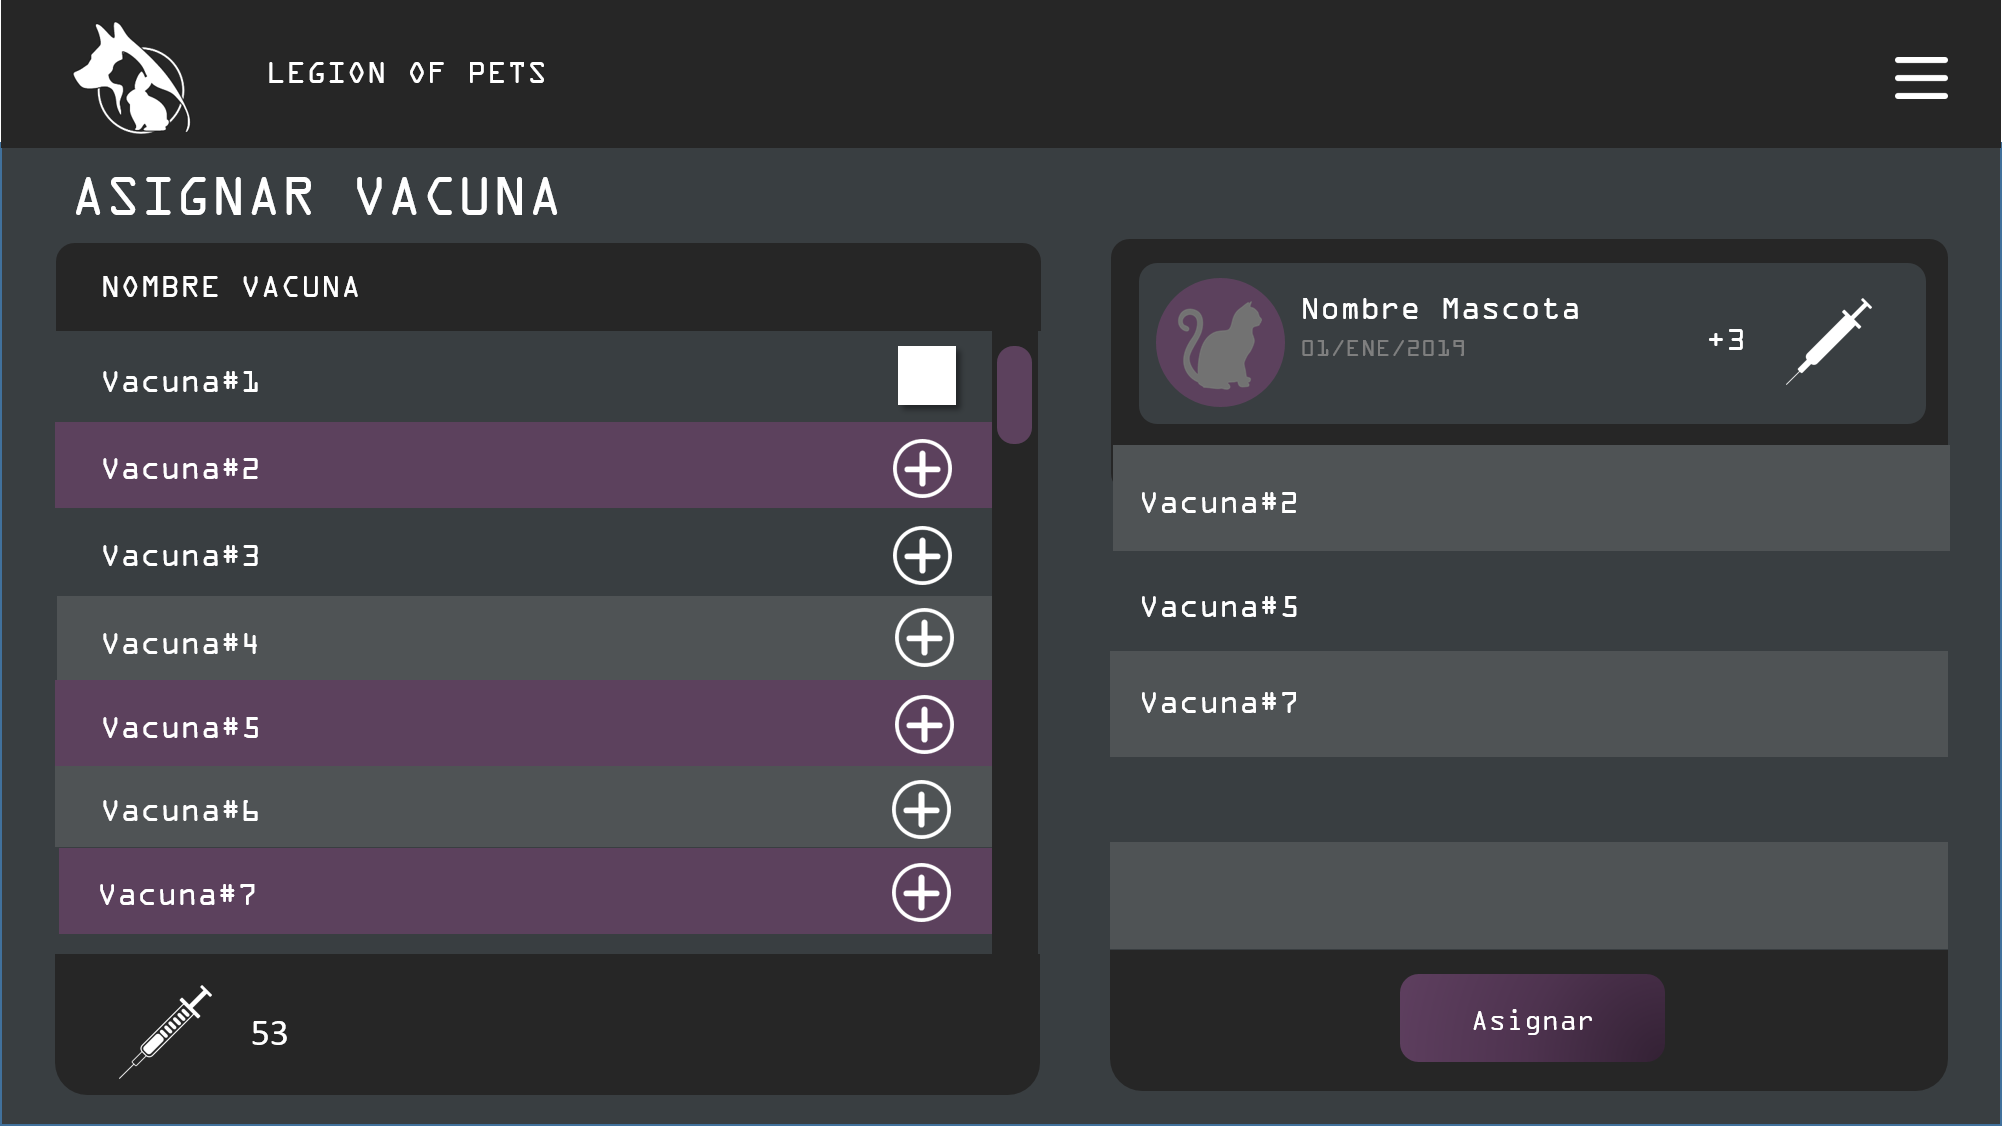 LEGION OF PETS
ASIGNAR VACUNA
NOMBRE VACUNA
Vacuna#1
Vacuna#2
Vacuna#3
Vacuna#4
Vacuna#5
Vacuna#6
Vacuna#7
53
Nombre Mascota
01/ENE/2019
+3
Vacuna#2
Vacuna#5
Vacuna#7
Asignar